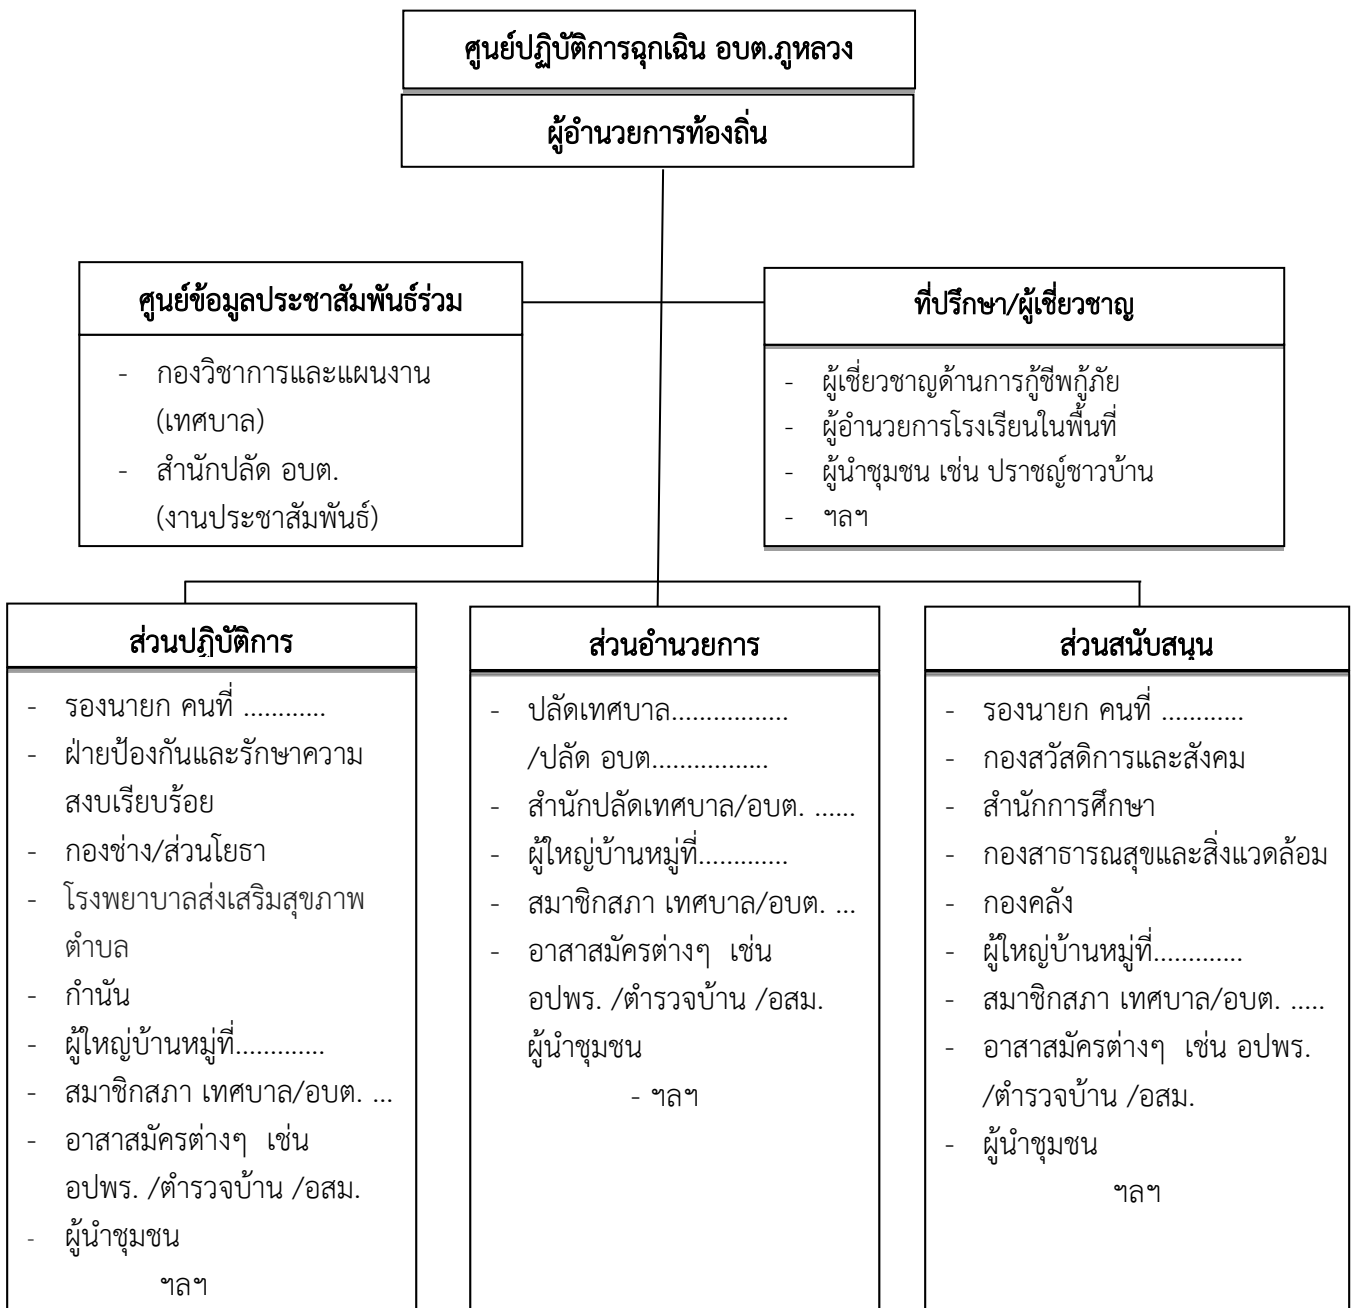 ศูนย์ปฏิบัติการฉุกเฉิน อบต.ภูหลวง
ผู้อำนวยการท้องถิ่น
ศูนย์ข้อมูลประชาสัมพันธ์ร่วม
- กองวิชาการและแผนงาน
(เทศบาล)
- สำนักปลัด อบต.
(งานประชาสัมพันธ์)
ที่ปรึกษา/ผู้เชี่ยวชาญ
- ผู้เชี่ยวชาญด้านการกู้ชีพกู้ภัย
- ผู้อำนวยการโรงเรียนในพื้นที่
- ผู้นำชุมชน เช่น ปราชญ์ชาวบ้าน
- ฯลฯ
ส่วนปฏิบัติการ
- รองนายก คนที่ ............
- ฝ่ายป้องกันและรักษาความ
สงบเรียบร้อย
- กองช่าง/ส่วนโยธา
- โรงพยาบาลส่งเสริมสุขภาพ
ตำบล
- กำนัน
- ผู้ใหญ่บ้านหมู่ที่.............
- สมาชิกสภา เทศบาล/อบต. ...
- อาสาสมัครต่างๆ เช่น
อปพร. /ตำรวจบ้าน /อสม.
- ผู้นำชุมชน
ฯลฯ
ส่วนอำนวยการ
- ปลัดเทศบาล.................
/ปลัด อบต.................
- สำนักปลัดเทศบาล/อบต. ......
- ผู้ใหญ่บ้านหมู่ที่.............
- สมาชิกสภา เทศบาล/อบต. ...
- อาสาสมัครต่างๆ เช่น
อปพร. /ตำรวจบ้าน /อสม.
ผู้นำชุมชน
- ฯลฯ
ส่วนสนับสนุน
- รองนายก คนที่ ............
- กองสวัสดิการและสังคม
- สำนักการศึกษา
- กองสาธารณสุขและสิ่งแวดล้อม
- กองคลัง
- ผู้ใหญ่บ้านหมู่ที่.............
- สมาชิกสภา เทศบาล/อบต. .....
- อาสาสมัครต่างๆ เช่น อปพร.
/ตำรวจบ้าน /อสม.
- ผู้นำชุมชน
ฯลฯ